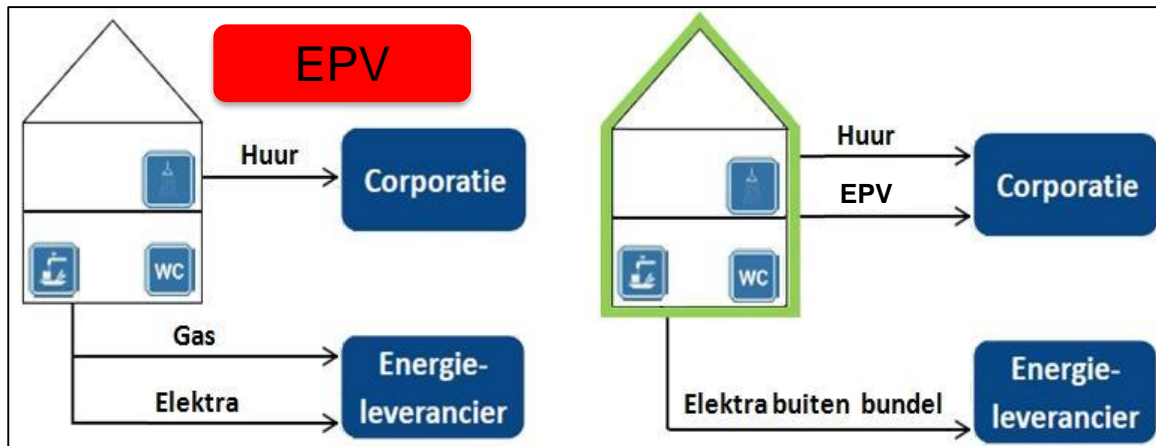 EPV
Huur
Corporatie
WC
Gas
Elektra
Energie-
leverancier
Huur
EPV
Corporatie
WC
Elektra buiten bundel
Energie-
leverancier